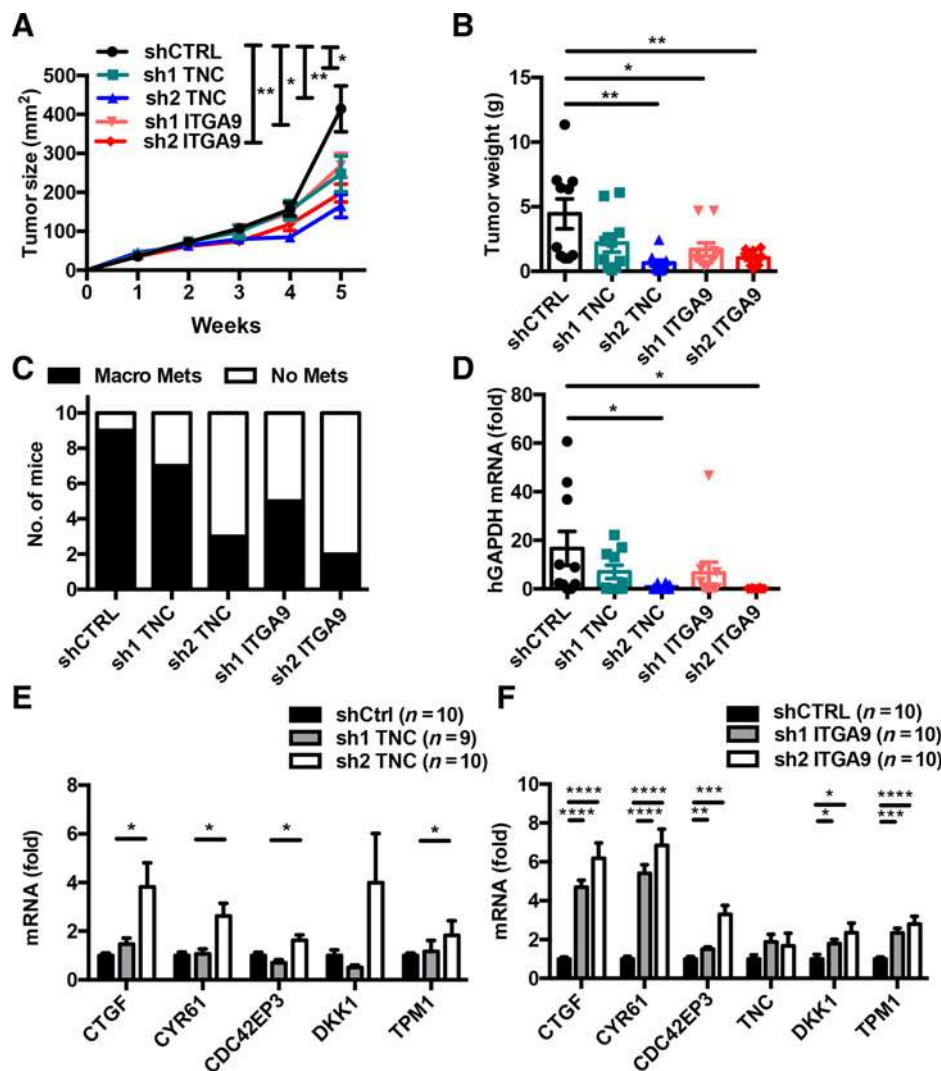 A
shCTRL
sh1 TNC
sh2 TNC
sh1 ITGA9
sh2 ITGA9
** * ** *
Tumor size (mm²)
500
400
300
200
100
0
0 1 2 3 4 5
Weeks
B
**
*
**
Tumor weight (g)
15
10
5
0
shCTRL
sh1 TNC
sh2 TNC
sh1 ITGA9
sh2 ITGA9
C
Macro Mets No Mets
No. of mice
10
8
6
4
2
0
shCTRL
sh1 TNC
sh2 TNC
sh1 ITGA9
sh2 ITGA9
D
*
*
hGAPDH mRNA (fold)
80
60
40
20
0
shCTRL
sh1 TNC
sh2 TNC
sh1 ITGA9
sh2 ITGA9
E
shCtrl (n = 10)
sh1 TNC (n = 9)
sh2 TNC (n = 10)
mRNA (fold)
8
6
4
2
0
* * * *
CTGF
CYR61
CDC42EP3
DKK1
TPM1
F
shCTRL (n = 10)
sh1 ITGA9 (n = 10)
sh2 ITGA9 (n = 10)
mRNA (fold)
10
8
6
4
2
0
**** **** *** * ****
**** **** ** * ***
CTGF
CYR61
CDC42EP3
TNC
DKK1
TPM1